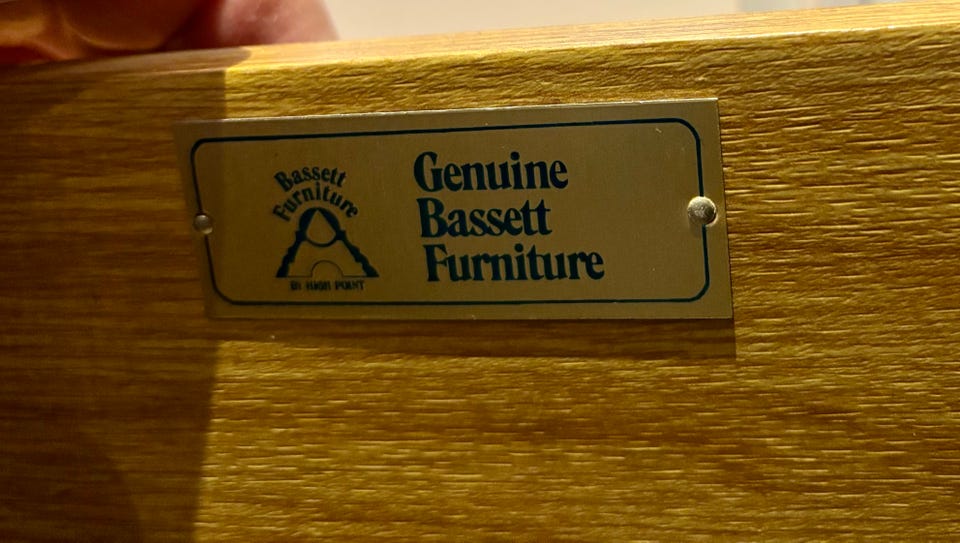 Bassett
Furniture
IN HIGH POINT
Genuine
Bassett
Furniture